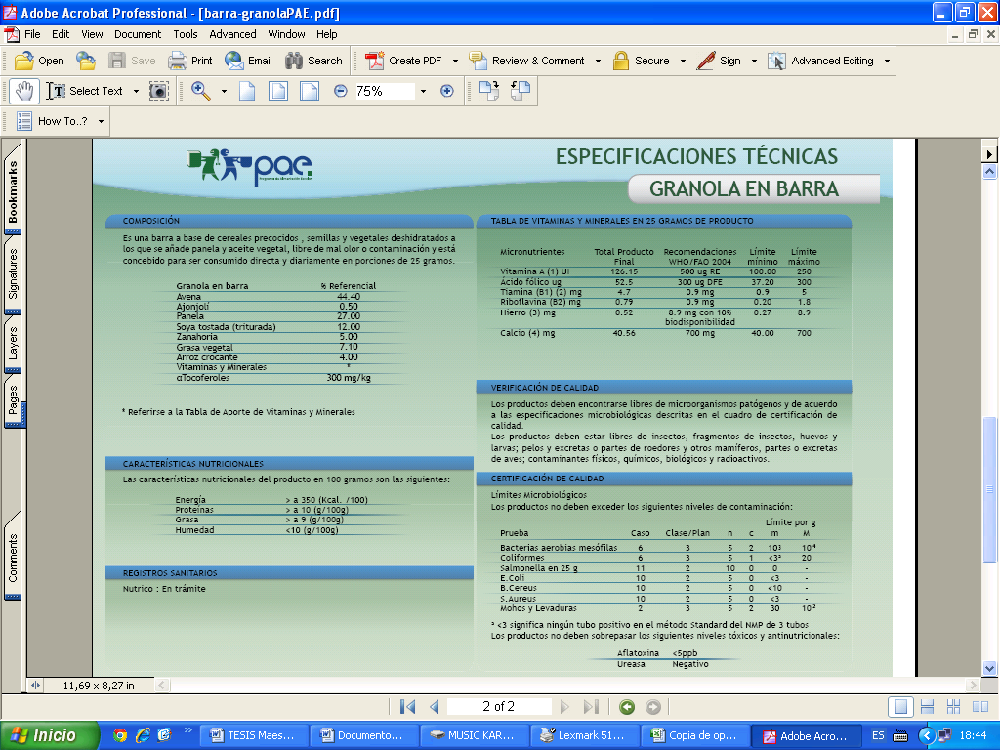 Adobe Acrobat Professional - [barra-granolaPAE.pdf]
File Edit View Document Tools Advanced Window Help
Open Save Print Email Search Create PDF Review & Comment Secure Sign Advanced Editing
Select Text 75%
How To..?
Bookmarks
Signatures
Layers
Pages
Comments
pae
Programa de alimentación escolar
ESPECIFICACIONES TÉCNICAS
GRANOLA EN BARRA
COMPOSICIÓN
Es una barra a base de cereales precocidos , semillas y vegetales deshidratados a
los que se añade panela y aceite vegetal, libre de mal olor o contaminación y está
concebido para ser consumido directa y diariamente en porciones de 25 gramos.
Granola en barra % Referencial
Avena 44.40
Ajonjolí 0.50
Panela 27.00
Soya tostada (triturada) 12.00
Zanahoria 5.00
Grasa vegetal 7.10
Arroz crocante 4.00
Vitaminas y Minerales *
αTocoferoles 300 mg/kg
* Referirse a la Tabla de Aporte de Vitaminas y Minerales
CARACTERÍSTICAS NUTRICIONALES
Las características nutricionales del producto en 100 gramos son las siguientes:
Energía > a 350 (Kcal. /100)
Proteínas > a 10 (g/100g)
Grasa > a 9 (g/100g)
Humedad <10 (g/100g)
REGISTROS SANITARIOS
Nutrico : En trámite
TABLA DE VITAMINAS Y MINERALES EN 25 GRAMOS DE PRODUCTO
Micronutrientes Total Producto Recomendaciones Límite Límite
Final WHO/FAO 2004 mínimo máximo
Vitamina A (1) UI 126.15 500 ug RE 100.00 250
Ácido fólico ug 52.5 300 ug DFE 37.20 300
Tiamina (B1) (2) mg 4.7 0.9 mg 0.9 5
Riboflavina (B2) mg 0.79 0.9 mg 0.20 1.8
Hierro (3) mg 0.52 8.9 mg con 10% 0.27 8.9
biodisponibilidad
Calcio (4) mg 40.56 700 mg 40.00 700
VERIFICACIÓN DE CALIDAD
Los productos deben encontrarse libres de microorganismos patógenos y de acuerdo
a las especificaciones microbiológicas descritas en el cuadro de certificación de
calidad.
Los productos deben estar libres de insectos, fragmentos de insectos, huevos y
larvas; pelos y excretas o partes de roedores y otros mamíferos, partes o excretas
de aves; contaminantes físicos, químicos, biológicos y radioactivos.
CERTIFICACIÓN DE CALIDAD
Límites Microbiológicos
Los productos no deben exceder los siguientes niveles de contaminación:
Límite por g
Prueba Caso Clase/Plan n c m M
Bacterias aerobias mesófilas 6 3 5 2 10³ 10⁴
Coliformes 6 3 5 1 <3ª 20
Salmonella en 25 g 11 2 10 0 0 -
E.Coli 10 2 5 0 <3 -
B.Cereus 10 2 5 0 <10 -
S.Aureus 10 2 5 0 <3 -
Mohos y Levaduras 2 3 5 2 30 10²
ª <3 significa ningún tubo positivo en el método Standard del NMP de 3 tubos
Los productos no deben sobrepasar los siguientes niveles tóxicos y antinutricionales:
Aflatoxina <5ppb
Ureasa Negativo
11,69 x 8,27 in
2 of 2
Inicio TESIS Maes... Documento... MUSIC KAR... Lexmark 51... Copia de op... Adobe Acro... ES 18:44